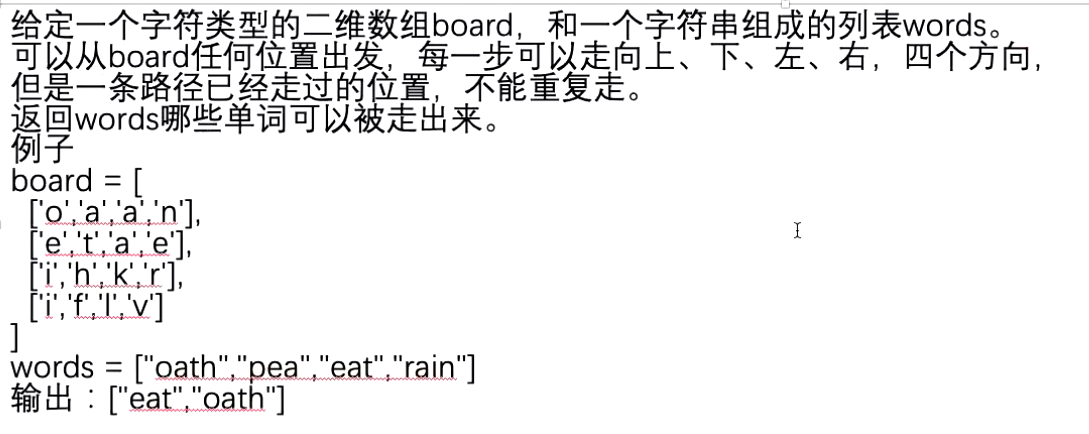 给定一个字符类型的二维数组board，和一个字符串组成的列表words。
可以从board任何位置出发，每一步可以走向上、下、左、右，四个方向，
但是一条路径已经走过的位置，不能重复走。
返回words哪些单词可以被走出来。
例子
board = [
['o','a','a','n'],
['e','t','a','e'],
['i','h','k','r'],
['i','f','l','v']
]
words = ["oath","pea","eat","rain"]
输出：["eat","oath"]